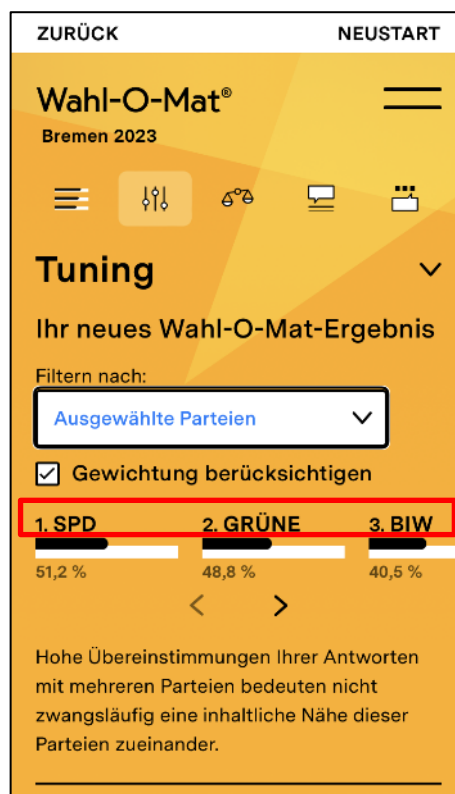 ZURÜCK NEUSTART
Wahl-O-Mat®
Bremen 2023
Tuning
Ihr neues Wahl-O-Mat-Ergebnis
Filtern nach:
Ausgewählte Parteien
Gewichtung berücksichtigen
1. SPD 2. GRÜNE 3. BIW
51,2 % 48,8 % 40,5 %
Hohe Übereinstimmungen Ihrer Antworten
mit mehreren Parteien bedeuten nicht
zwangsläufig eine inhaltliche Nähe dieser
Parteien zueinander.